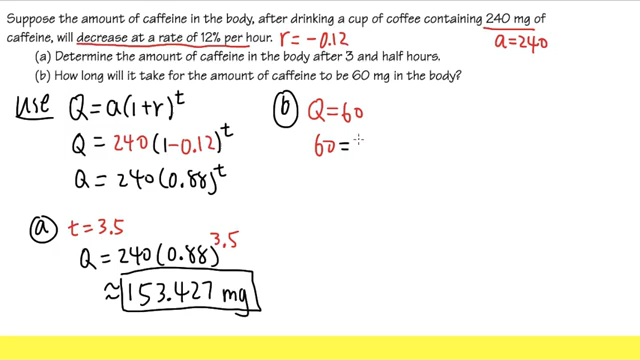 Suppose the amount of caffeine in the body, after drinking a cup of coffee containing 240 mg of
caffeine, will decrease at a rate of 12% per hour. r = -0.12 a=240
(a) Determine the amount of caffeine in the body after 3 and half hours.
(b) How long will it take for the amount of caffeine to be 60 mg in the body?
use Q = a(1+r)^t
Q = 240(1-0.12)^t
Q = 240(0.88)^t
(a) t = 3.5
Q = 240(0.88)^3.5
≈ 153.427 mg
(b) Q = 60
60 =